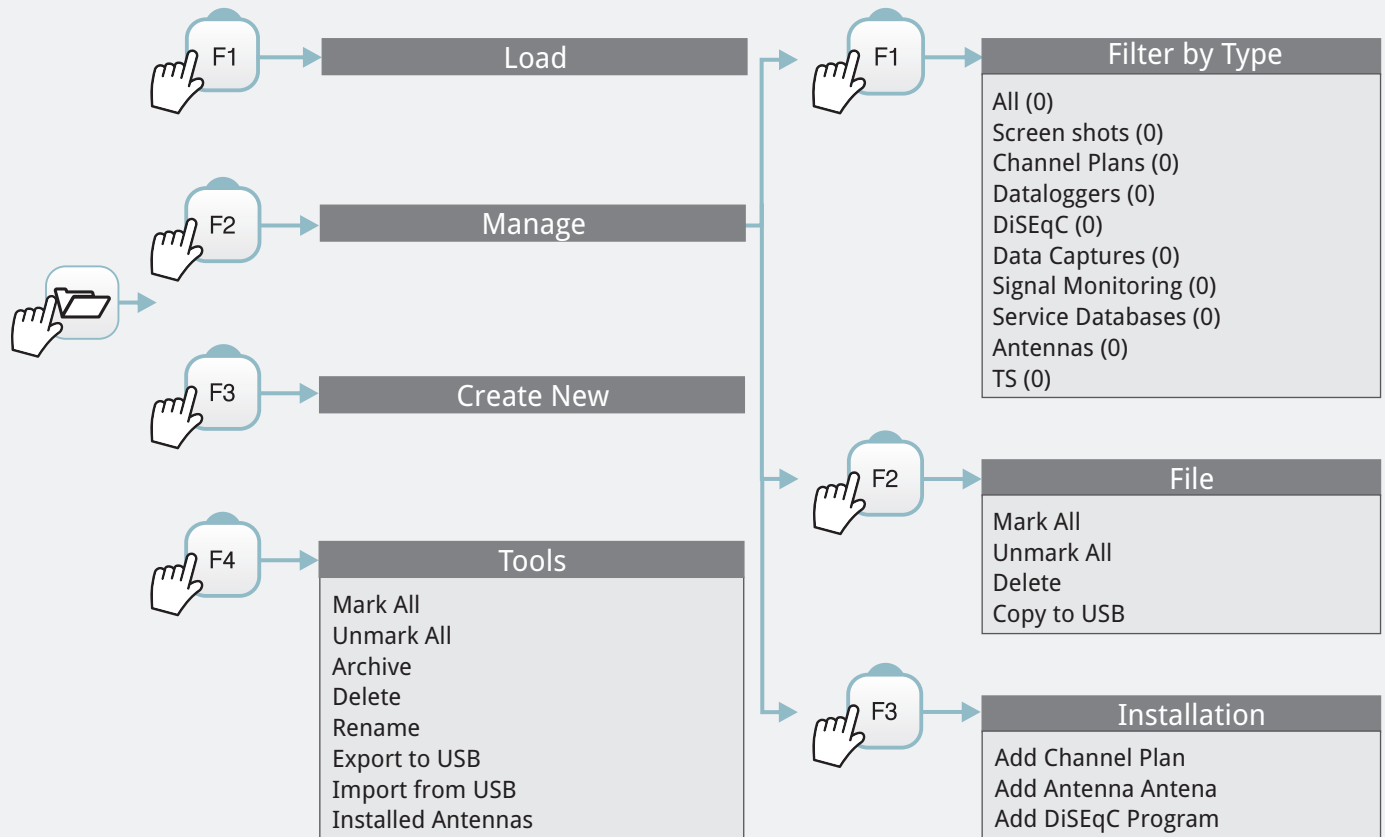 F1
Load
F2
Manage
F3
Create New
F4
Tools
Mark All
Unmark All
Archive
Delete
Rename
Export to USB
Import from USB
Installed Antennas
F1
Filter by Type
All (0)
Screen shots (0)
Channel Plans (0)
Dataloggers (0)
DiSEqC (0)
Data Captures (0)
Signal Monitoring (0)
Service Databases (0)
Antennas (0)
TS (0)
F2
File
Mark All
Unmark All
Delete
Copy to USB
F3
Installation
Add Channel Plan
Add Antenna Antena
Add DiSEqC Program